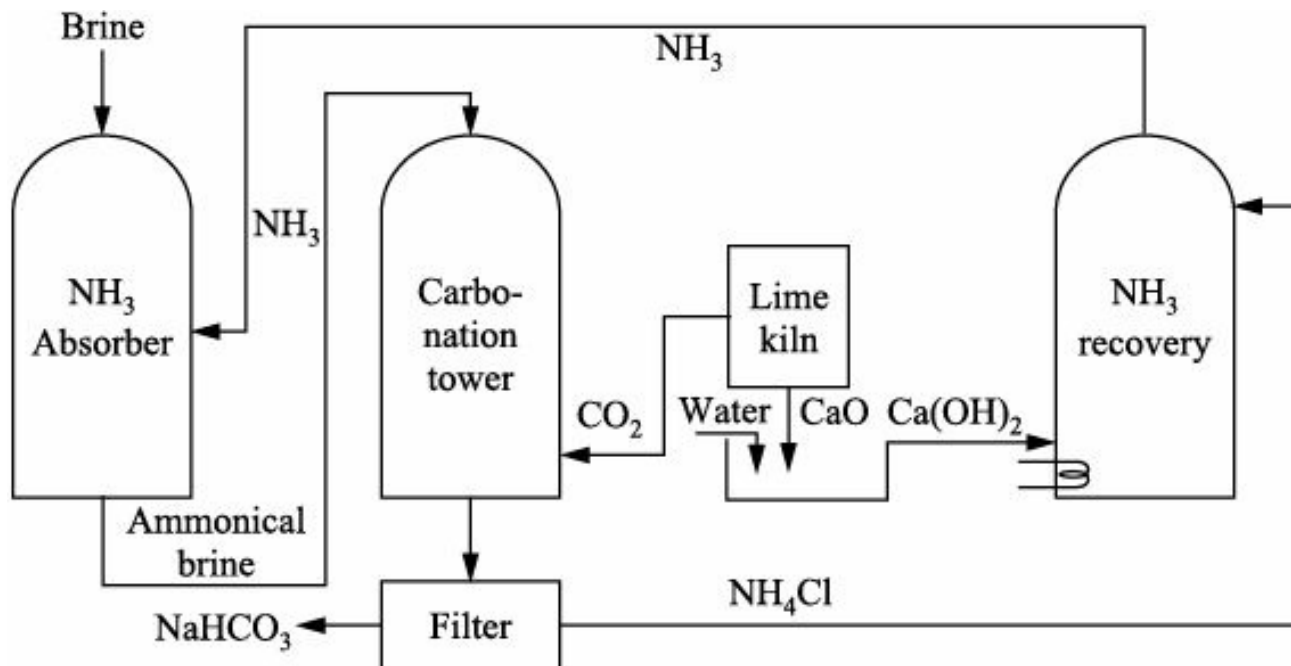 Brine
NH₃
NH₃
NH₃
Absorber
Carbo-
nation
tower
Lime
kiln
NH₃
recovery
CO₂
Water
CaO
Ca(OH)₂
Ammonical
brine
NaHCO₃
Filter
NH₄Cl